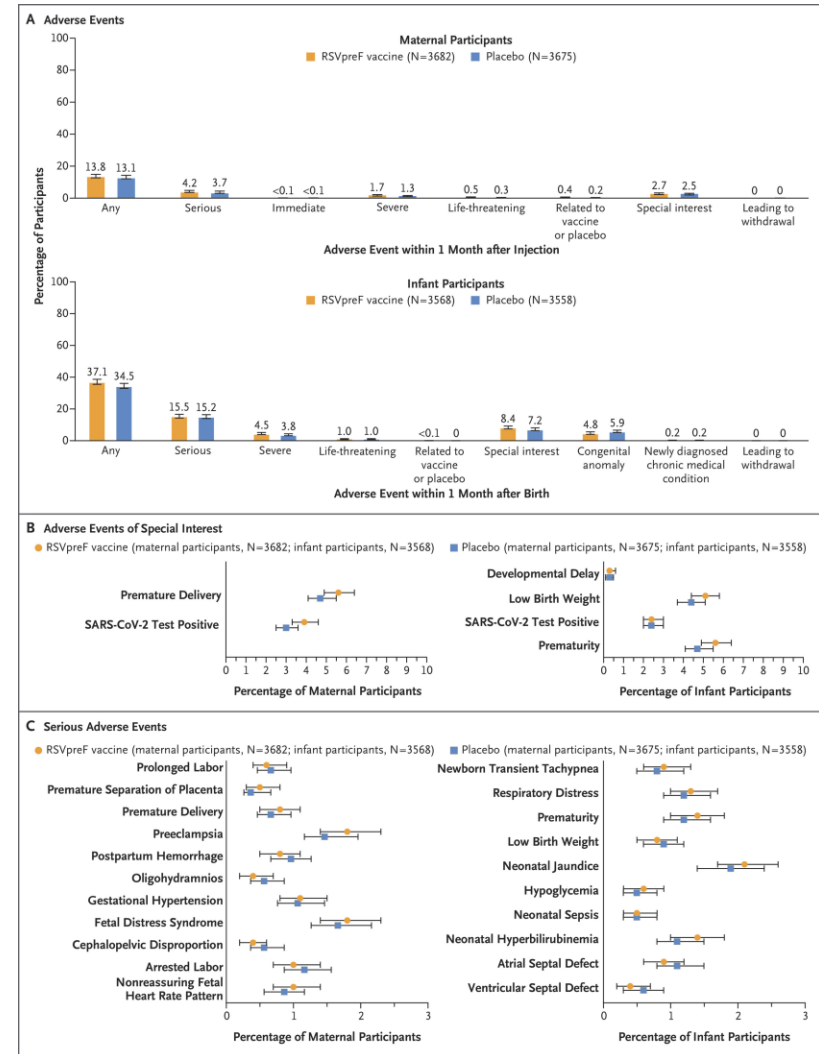 A Adverse Events
Maternal Participants
RSVpreF vaccine (N=3682) Placebo (N=3675)
Percentage of Participants
100
80
60
40
20
0
13.8 13.1
4.2 3.7
<0.1 <0.1
1.7 1.3
0.5 0.3
0.4 0.2
2.7 2.5
0 0
Any
Serious
Immediate
Severe
Life-threatening
Related to
vaccine
or placebo
Special interest
Leading to
withdrawal
Adverse Event within 1 Month after Injection
Infant Participants
RSVpreF vaccine (N=3568) Placebo (N=3558)
100
80
60
40
20
0
37.1 34.5
15.5 15.2
4.5 3.8
1.0 1.0
<0.1 0
8.4 7.2
4.8 5.9
0.2 0.2
0 0
Any
Serious
Severe
Life-threatening
Related to
vaccine
or placebo
Special interest
Congenital
anomaly
Newly diagnosed
chronic medical
condition
Leading to
withdrawal
Adverse Event within 1 Month after Birth
B Adverse Events of Special Interest
RSVpreF vaccine (maternal participants, N=3682; infant participants, N=3568) Placebo (maternal participants, N=3675; infant participants, N=3558)
Premature Delivery
SARS-CoV-2 Test Positive
0 1 2 3 4 5 6 7 8 9 10
Percentage of Maternal Participants
Developmental Delay
Low Birth Weight
SARS-CoV-2 Test Positive
Prematurity
0 1 2 3 4 5 6 7 8 9 10
Percentage of Infant Participants
C Serious Adverse Events
RSVpreF vaccine (maternal participants, N=3682; infant participants, N=3568) Placebo (maternal participants, N=3675; infant participants, N=3558)
Prolonged Labor
Premature Separation of Placenta
Premature Delivery
Preeclampsia
Postpartum Hemorrhage
Oligohydramnios
Gestational Hypertension
Fetal Distress Syndrome
Cephalopelvic Disproportion
Arrested Labor
Nonreassuring Fetal
Heart Rate Pattern
0 1 2 3
Percentage of Maternal Participants
Newborn Transient Tachypnea
Respiratory Distress
Prematurity
Low Birth Weight
Neonatal Jaundice
Hypoglycemia
Neonatal Sepsis
Neonatal Hyperbilirubinemia
Atrial Septal Defect
Ventricular Septal Defect
0 1 2 3
Percentage of Infant Participants